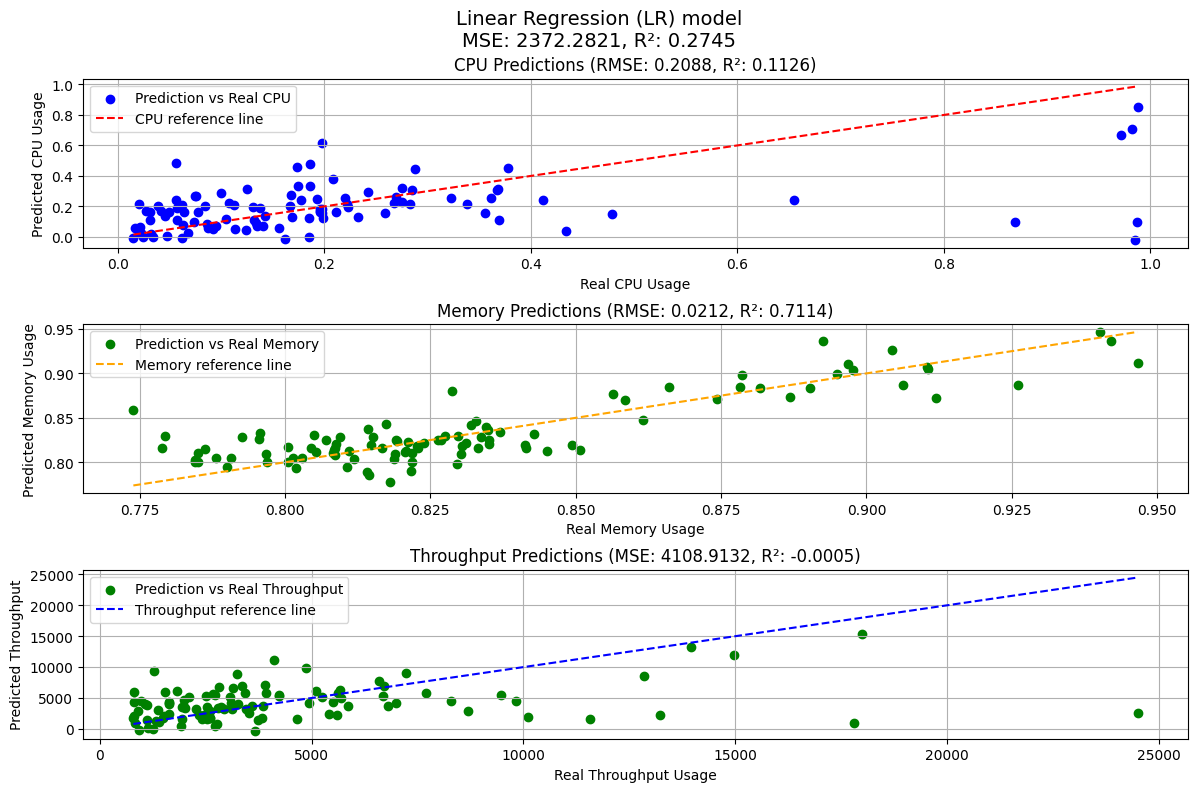 Linear Regression (LR) model
MSE: 2372.2821, R²: 0.2745
CPU Predictions (RMSE: 0.2088, R²: 0.1126)
Predicted CPU Usage
1.0
0.8
0.6
0.4
0.2
0.0
Prediction vs Real CPU
CPU reference line
0.0 0.2 0.4 0.6 0.8 1.0
Real CPU Usage
Memory Predictions (RMSE: 0.0212, R²: 0.7114)
Predicted Memory Usage
0.95
0.90
0.85
0.80
Prediction vs Real Memory
Memory reference line
0.775 0.800 0.825 0.850 0.875 0.900 0.925 0.950
Real Memory Usage
Throughput Predictions (MSE: 4108.9132, R²: -0.0005)
Predicted Throughput
25000
20000
15000
10000
5000
0
Prediction vs Real Throughput
Throughput reference line
0 5000 10000 15000 20000 25000
Real Throughput Usage